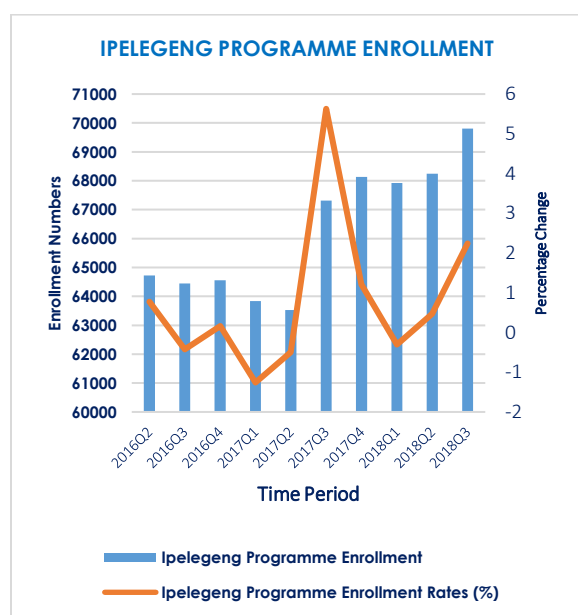 IPELEGENG PROGRAMME ENROLLMENT
71000
70000
69000
68000
67000
66000
65000
64000
63000
62000
61000
60000
Enrollment Numbers
6
5
4
3
2
1
0
-1
-2
Percentage Change
2016Q2
2016Q3
2016Q4
2017Q1
2017Q2
2017Q3
2017Q4
2018Q1
2018Q2
2018Q3
Time Period
Ipelegeng Programme Enrollment
Ipelegeng Programme Enrollment Rates (%)